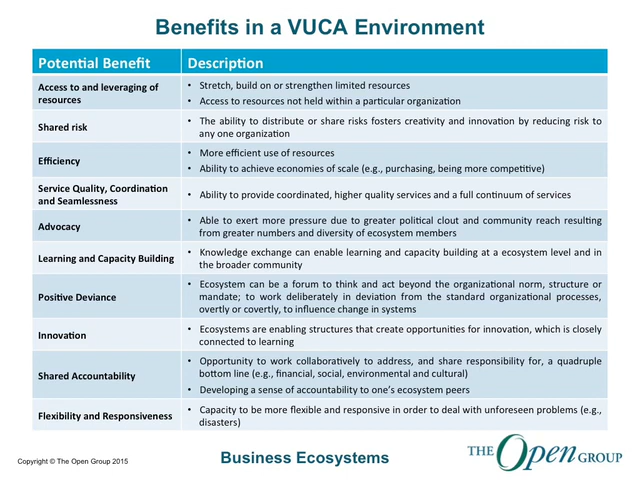 Benefits in a VUCA Environment
Potential Benefit
Description
Access to and leveraging of
resources
• Stretch, build on or strengthen limited resources
• Access to resources not held within a particular organization
Shared risk
• The ability to distribute or share risks fosters creativity and innovation by reducing risk to
any one organization
Efficiency
• More efficient use of resources
• Ability to achieve economies of scale (e.g., purchasing, being more competitive)
Service Quality, Coordination
and Seamlessness
• Ability to provide coordinated, higher quality services and a full continuum of services
Advocacy
• Able to exert more pressure due to greater political clout and community reach resulting
from greater numbers and diversity of ecosystem members
Learning and Capacity Building
• Knowledge exchange can enable learning and capacity building at a ecosystem level and in
the broader community
Positive Deviance
• Ecosystem can be a forum to think and act beyond the organizational norm, structure or
mandate; to work deliberately in deviation from the standard organizational processes,
overtly or covertly, to influence change in systems
Innovation
• Ecosystems are enabling structures that create opportunities for innovation, which is closely
connected to learning
Shared Accountability
• Opportunity to work collaboratively to address, and share responsibility for, a quadruple
bottom line (e.g., financial, social, environmental and cultural)
• Developing a sense of accountability to one's ecosystem peers
Flexibility and Responsiveness
• Capacity to be more flexible and responsive in order to deal with unforeseen problems (e.g.,
disasters)
Copyright © The Open Group 2015
Business Ecosystems
THE Open GROUP